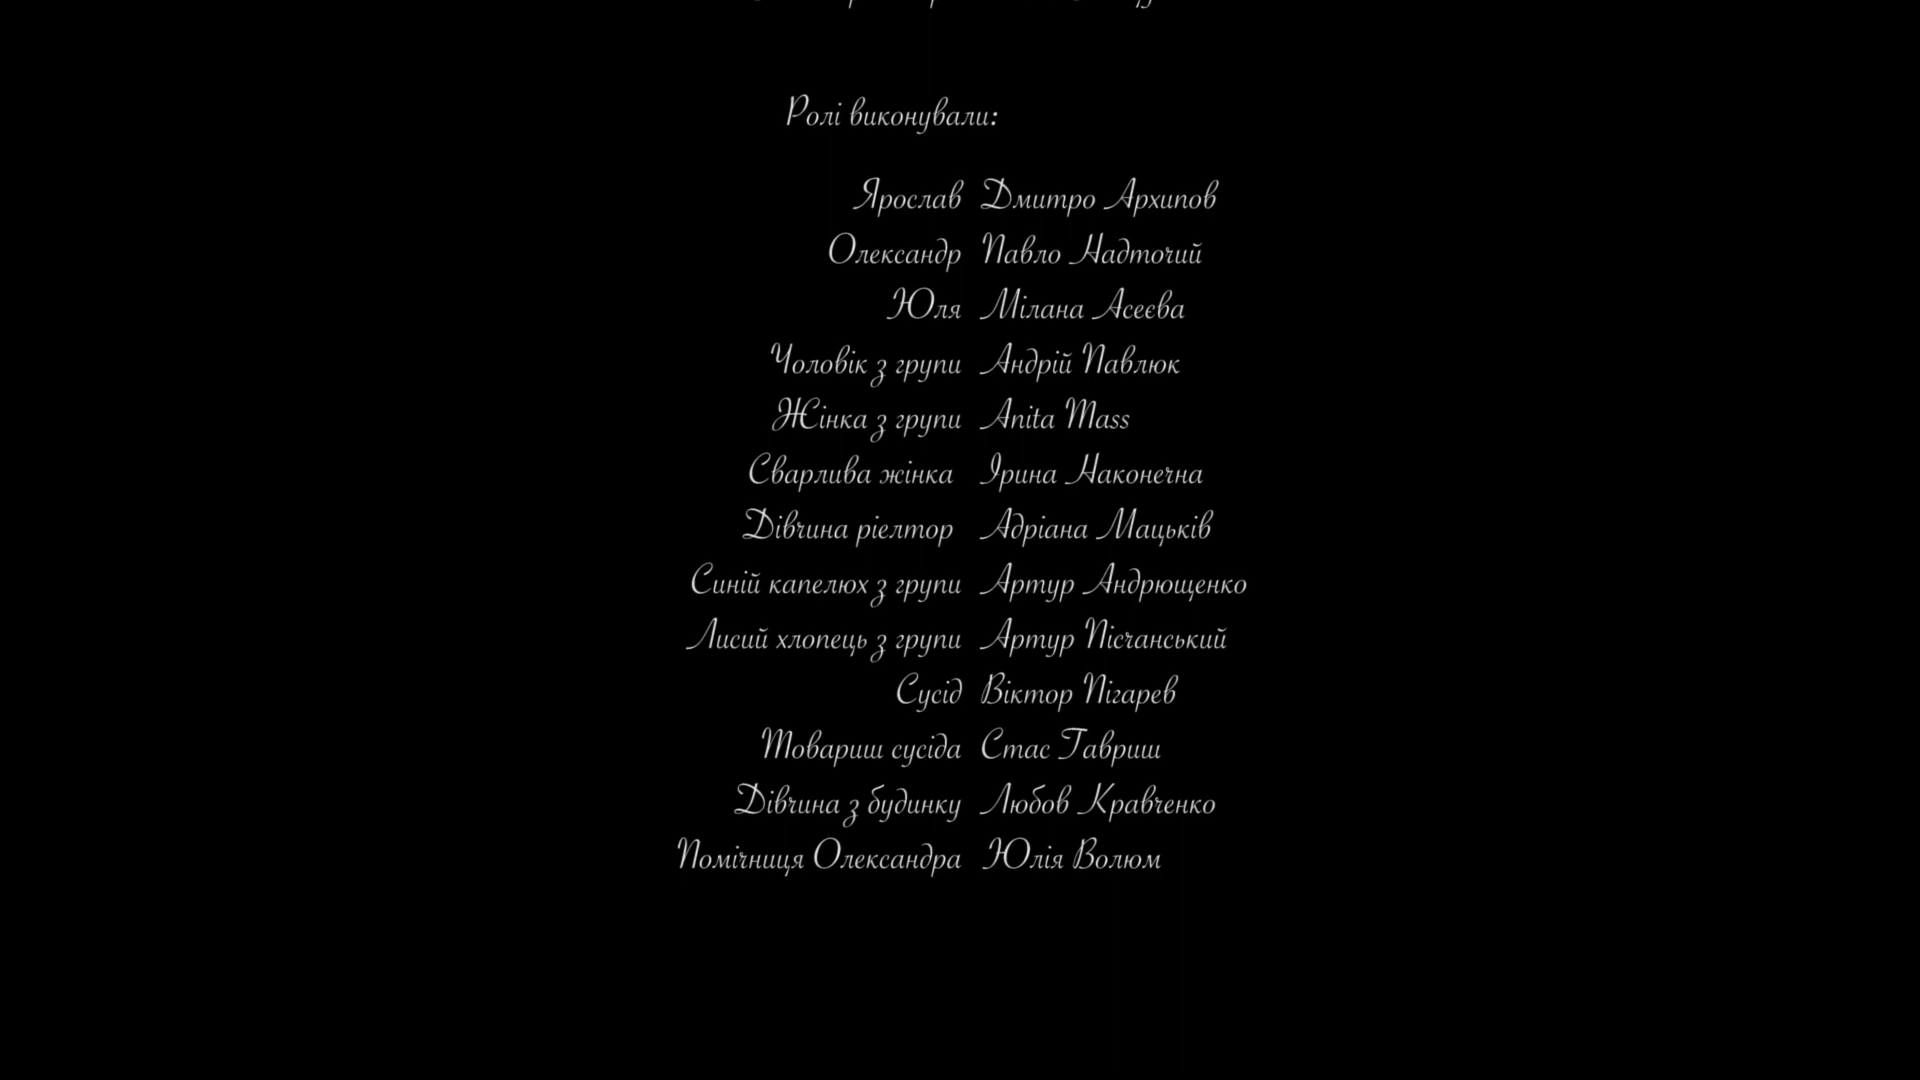 Ролі виконували:
Ярослав Дмитро Архипов
Олександр Павло Надточий
Юля Мілана Асеєва
Чоловік з групи Андрій Павлюк
Жінка з групи Anita Mass
Сварлива жінка Ірина Наконечна
Дівчина ріелтор Адріана Мацьків
Синій капелюх з групи Артур Андрющенко
Лисий хлопець з групи Артур Пісчанський
Сусід Віктор Пігарев
Товариш сусіда Стас Гавриш
Дівчина з будинку Любов Кравченко
Помічниця Олександра Юлія Волюм